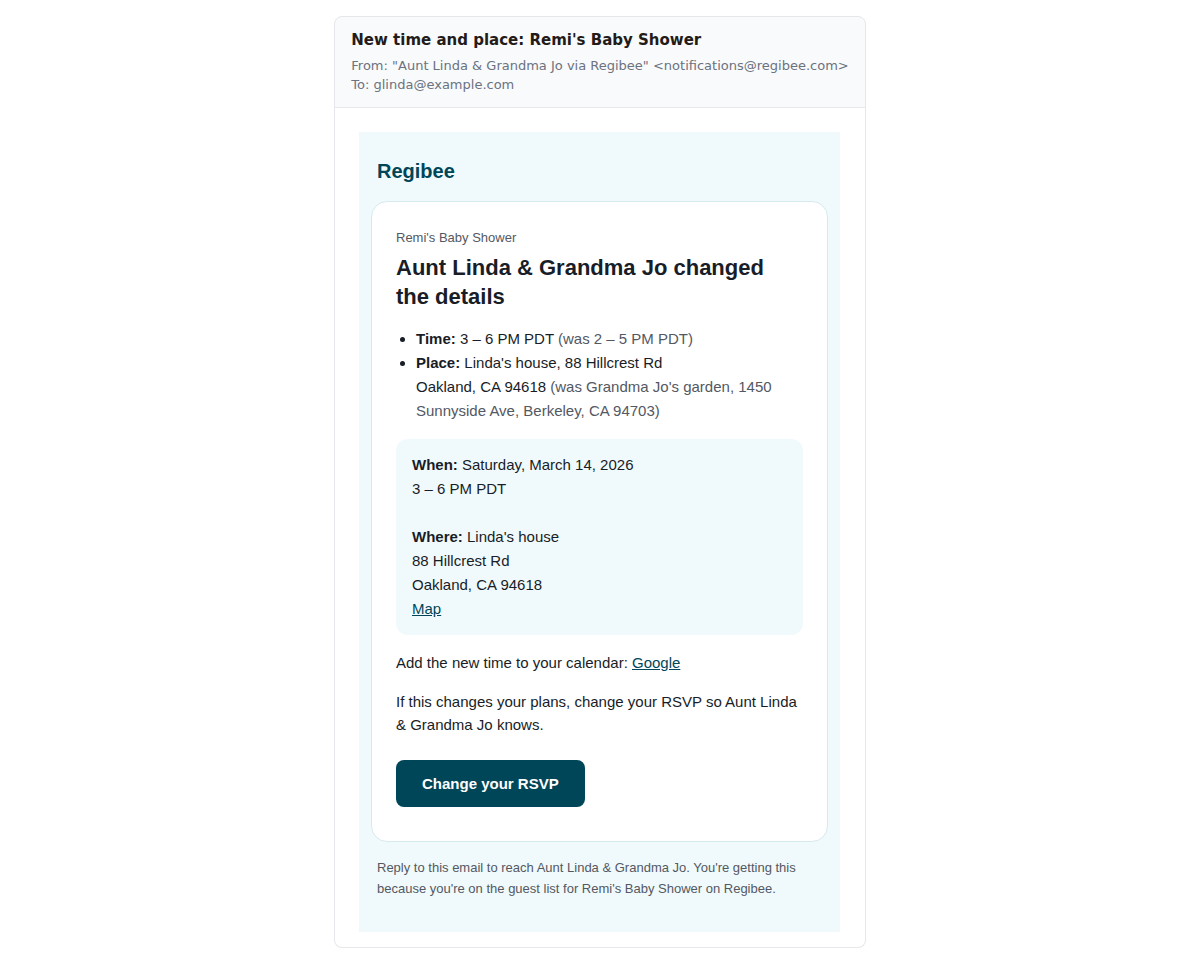 New time and place: Remi's Baby Shower
From: "Aunt Linda & Grandma Jo via Regibee" <notifications@regibee.com>
To: glinda@example.com
Regibee
Remi's Baby Shower
Aunt Linda & Grandma Jo changed
the details
• Time: 3 – 6 PM PDT (was 2 – 5 PM PDT)
• Place: Linda's house, 88 Hillcrest Rd
Oakland, CA 94618 (was Grandma Jo's garden, 1450
Sunnyside Ave, Berkeley, CA 94703)
When: Saturday, March 14, 2026
3 – 6 PM PDT
Where: Linda's house
88 Hillcrest Rd
Oakland, CA 94618
Map
Add the new time to your calendar: Google
If this changes your plans, change your RSVP so Aunt Linda
& Grandma Jo knows.
Change your RSVP
Reply to this email to reach Aunt Linda & Grandma Jo. You're getting this
because you're on the guest list for Remi's Baby Shower on Regibee.